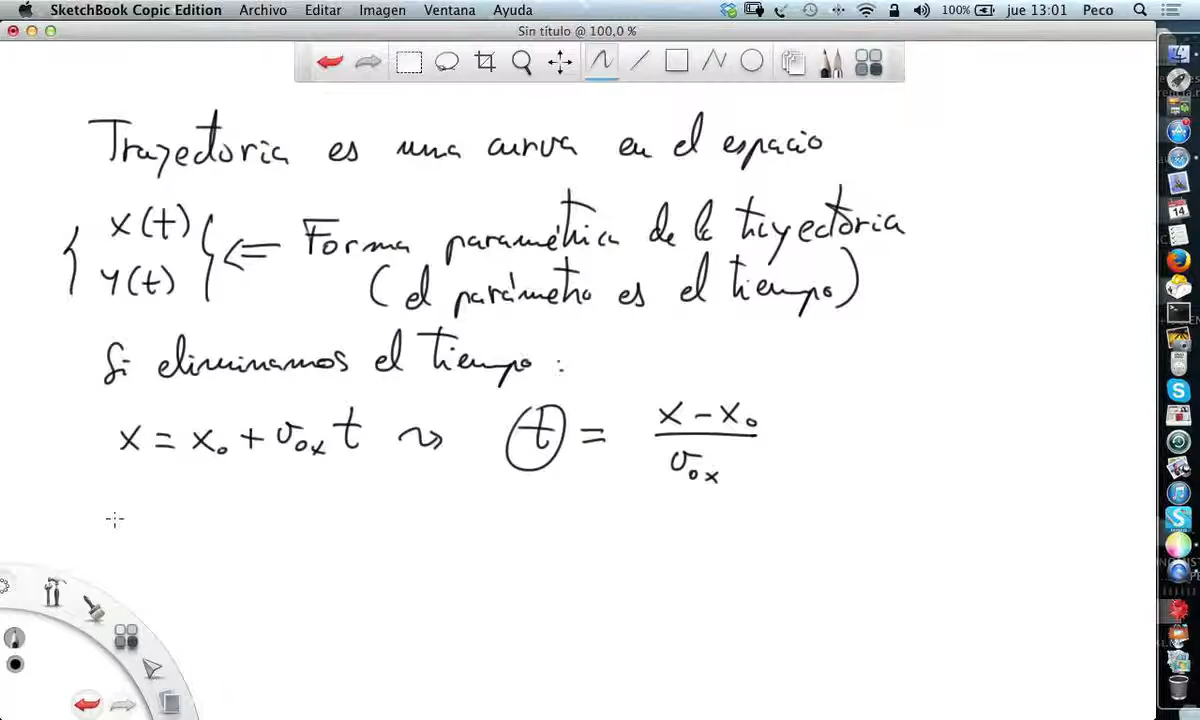 SketchBook Copic Edition Archivo Editar Imagen Ventana Ayuda 100% jue 13:01 Peco
Sin título @ 100,0 %
Trayectoria es una curva en el espacio
{ x(t) } <= Forma paramétrica de la trayectoria
y(t) (el parámetro es el tiempo)
Si eliminamos el tiempo :
x = x₀ + v₀ₓ t ⤳ t = (x - x₀) / v₀ₓ
14